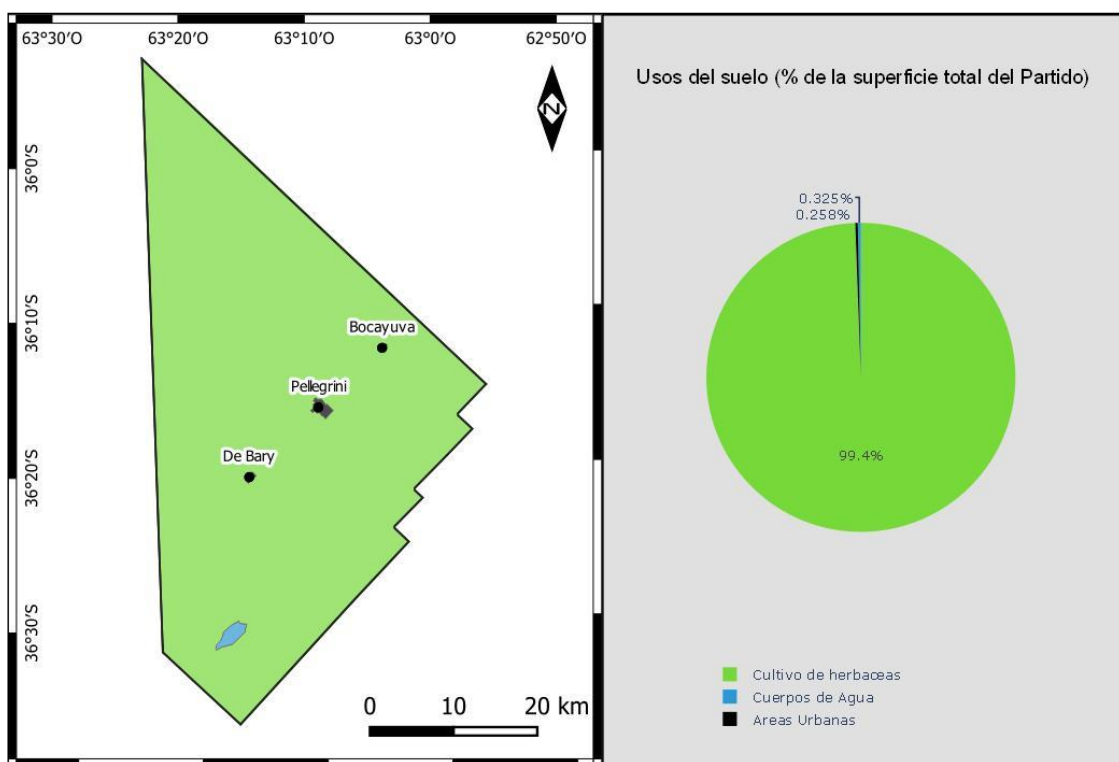 63°30'O 63°20'O 63°10'O 63°0'O 62°50'O
36°0'S
36°10'S
36°20'S
36°30'S
N
Bocayuva
Pellegrini
De Bary
0 10 20 km
Usos del suelo (% de la superficie total del Partido)
0.325%
0.258%
99.4%
Cultivo de herbaceas
Cuerpos de Agua
Areas Urbanas